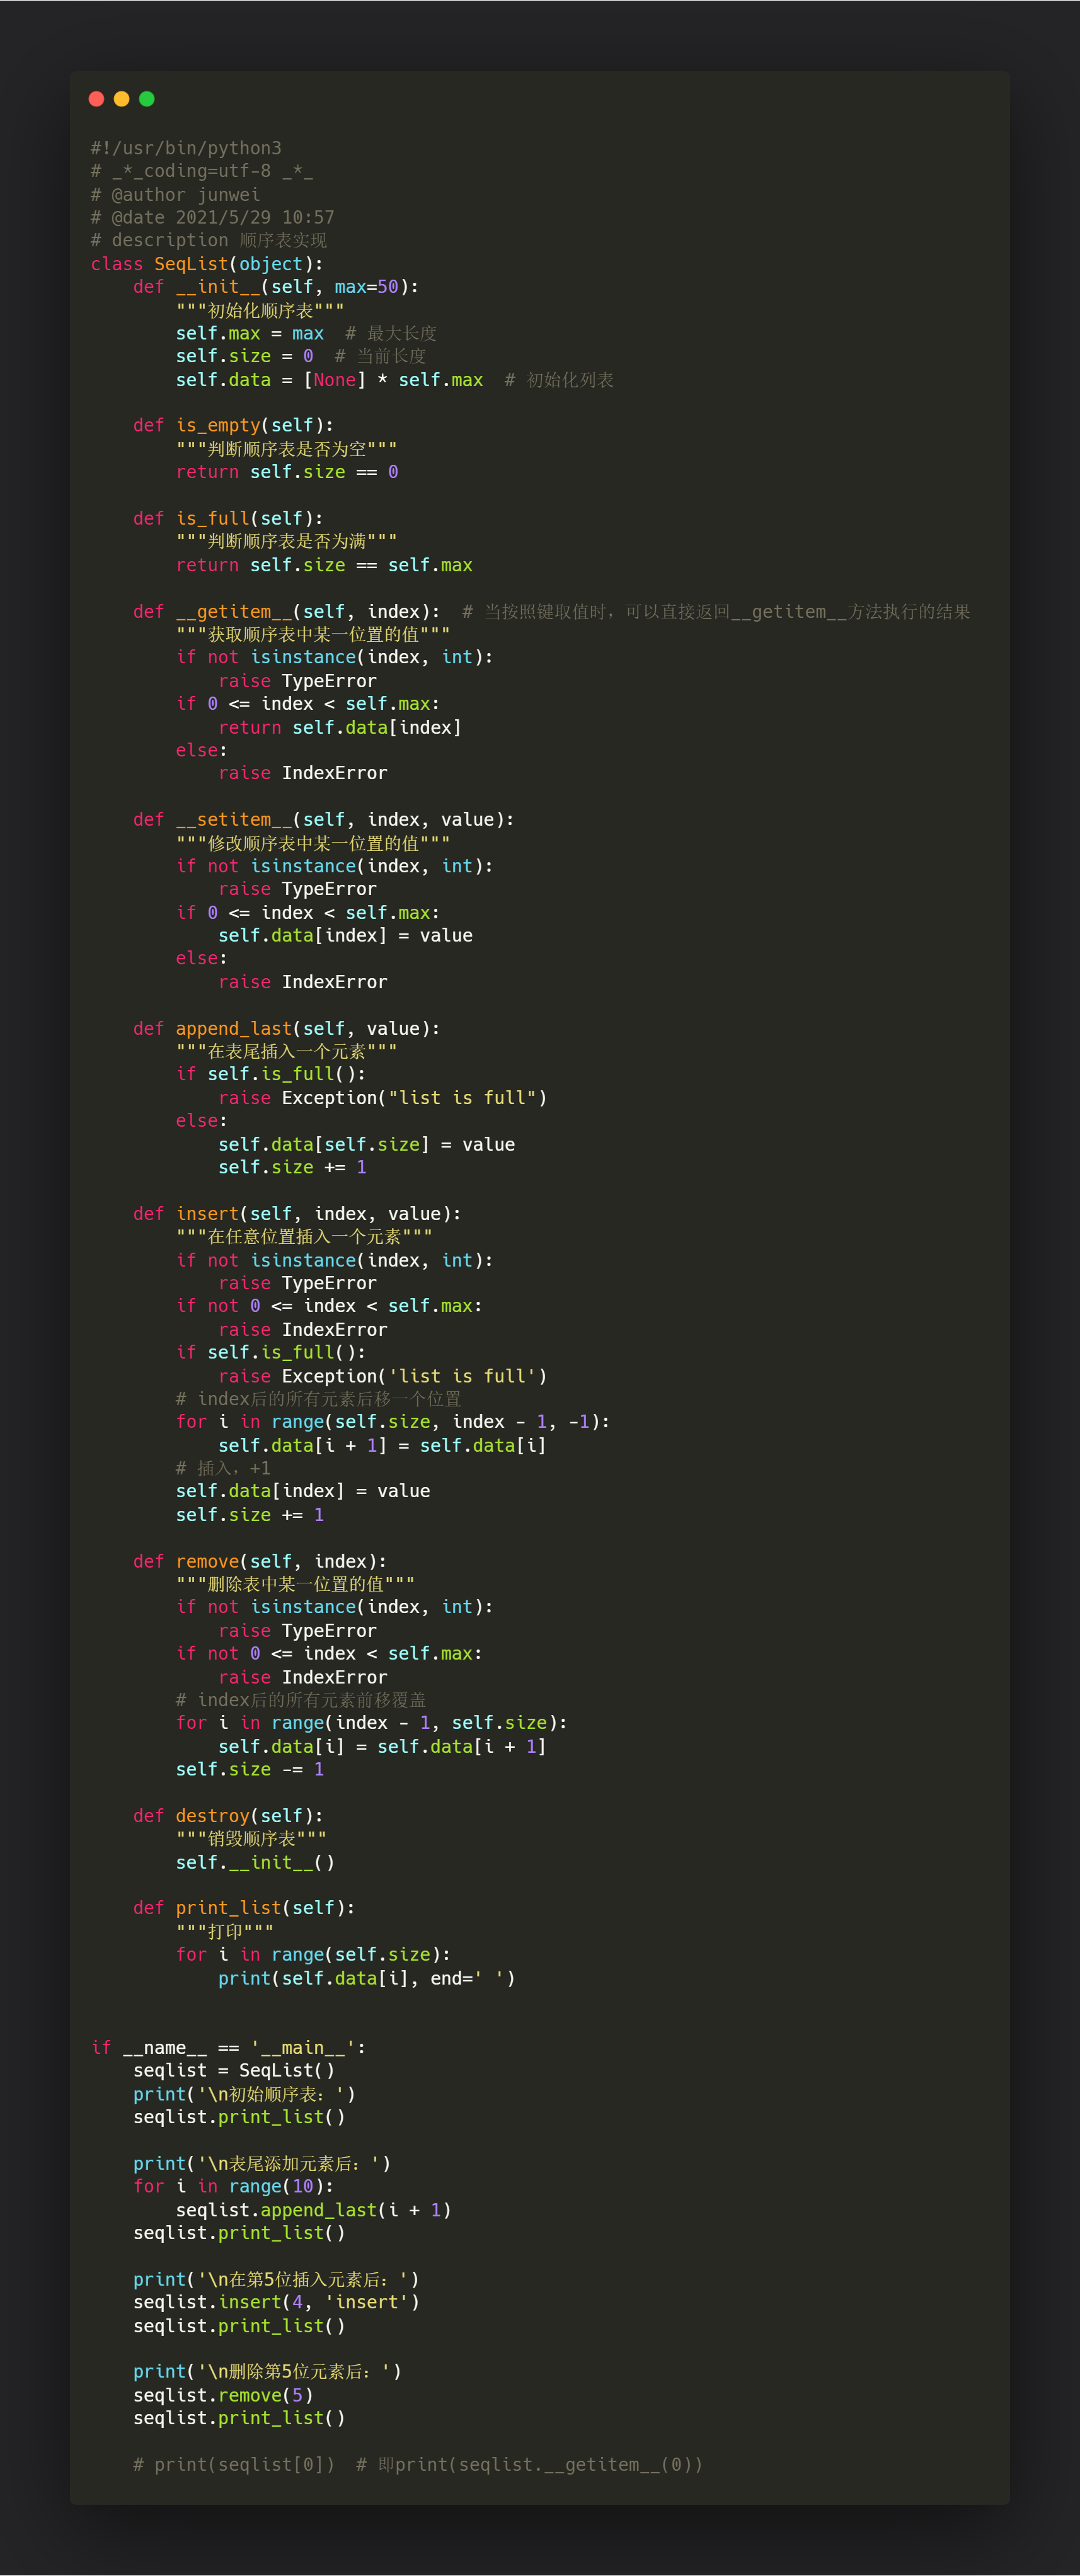 #!/usr/bin/python3
# _*_coding=utf-8 _*_
# @author junwei
# @date 2021/5/29 10:57
# description 顺序表实现
class SeqList(object):
    def __init__(self, max=50):
        """初始化顺序表"""
        self.max = max  # 最大长度
        self.size = 0  # 当前长度
        self.data = [None] * self.max  # 初始化列表

    def is_empty(self):
        """判断顺序表是否为空"""
        return self.size == 0

    def is_full(self):
        """判断顺序表是否为满"""
        return self.size == self.max

    def __getitem__(self, index):  # 当按照键取值时，可以直接返回__getitem__方法执行的结果
        """获取顺序表中某一位置的值"""
        if not isinstance(index, int):
            raise TypeError
        if 0 <= index < self.max:
            return self.data[index]
        else:
            raise IndexError

    def __setitem__(self, index, value):
        """修改顺序表中某一位置的值"""
        if not isinstance(index, int):
            raise TypeError
        if 0 <= index < self.max:
            self.data[index] = value
        else:
            raise IndexError

    def append_last(self, value):
        """在表尾插入一个元素"""
        if self.is_full():
            raise Exception("list is full")
        else:
            self.data[self.size] = value
            self.size += 1

    def insert(self, index, value):
        """在任意位置插入一个元素"""
        if not isinstance(index, int):
            raise TypeError
        if not 0 <= index < self.max:
            raise IndexError
        if self.is_full():
            raise Exception('list is full')
        # index后的所有元素后移一个位置
        for i in range(self.size, index - 1, -1):
            self.data[i + 1] = self.data[i]
        # 插入，+1
        self.data[index] = value
        self.size += 1

    def remove(self, index):
        """删除表中某一位置的值"""
        if not isinstance(index, int):
            raise TypeError
        if not 0 <= index < self.max:
            raise IndexError
        # index后的所有元素前移覆盖
        for i in range(index - 1, self.size):
            self.data[i] = self.data[i + 1]
        self.size -= 1

    def destroy(self):
        """销毁顺序表"""
        self.__init__()

    def print_list(self):
        """打印"""
        for i in range(self.size):
            print(self.data[i], end=' ')


if __name__ == '__main__':
    seqlist = SeqList()
    print('\n初始顺序表：')
    seqlist.print_list()

    print('\n表尾添加元素后：')
    for i in range(10):
        seqlist.append_last(i + 1)
    seqlist.print_list()

    print('\n在第5位插入元素后：')
    seqlist.insert(4, 'insert')
    seqlist.print_list()

    print('\n删除第5位元素后：')
    seqlist.remove(5)
    seqlist.print_list()

    # print(seqlist[0])  # 即print(seqlist.__getitem__(0))